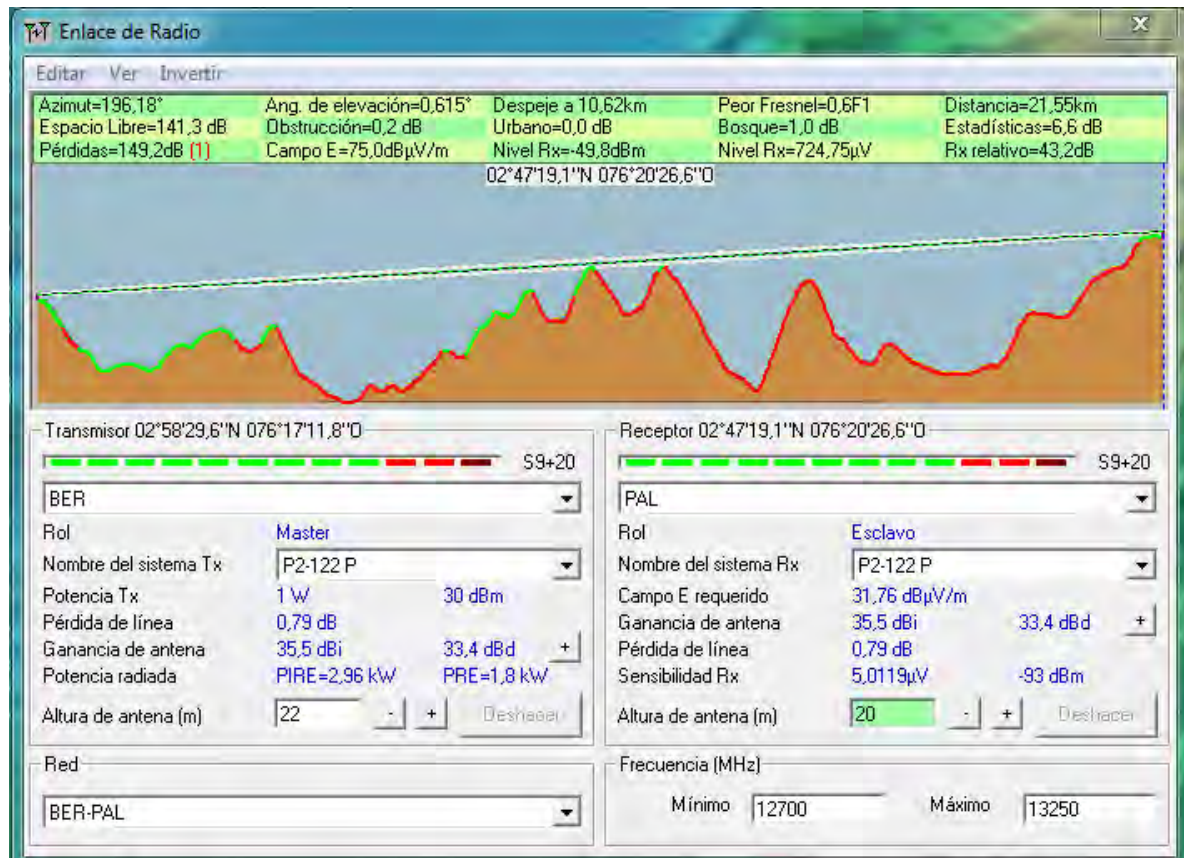 Enlace de Radio
Editar Ver Invertir
Azimut=196,18° Ang. de elevación=0,615° Despeje a 10,62km Peor Fresnel=0,6F1 Distancia=21,55km
Espacio Libre=141,3 dB Obstrucción=0,2 dB Urbano=0,0 dB Bosque=1,0 dB Estadísticas=6,6 dB
Pérdidas=149,2dB (1) Campo E=75,0dBµV/m Nivel Rx=-49,8dBm Nivel Rx=724,75µV Rx relativo=43,2dB
02°47'19,1''N 076°20'26,6''O
Transmisor 02°58'29,6''N 076°17'11,8''O
S9+20
BER
Rol Master
Nombre del sistema Tx P2-122 P
Potencia Tx 1 W 30 dBm
Pérdida de línea 0,79 dB
Ganancia de antena 35,5 dBi 33,4 dBd +
Potencia radiada PIRE=2,96 kW PRE=1,8 kW
Altura de antena (m) 22 - + Deshacer
Red
BER-PAL
Receptor 02°47'19,1''N 076°20'26,6''O
S9+20
PAL
Rol Esclavo
Nombre del sistema Rx P2-122 P
Campo E requerido 31,76 dBµV/m
Ganancia de antena 35,5 dBi 33,4 dBd +
Pérdida de línea 0,79 dB
Sensibilidad Rx 5,0119µV -93 dBm
Altura de antena (m) 20 - + Deshacer
Frecuencia (MHz)
Mínimo 12700 Máximo 13250